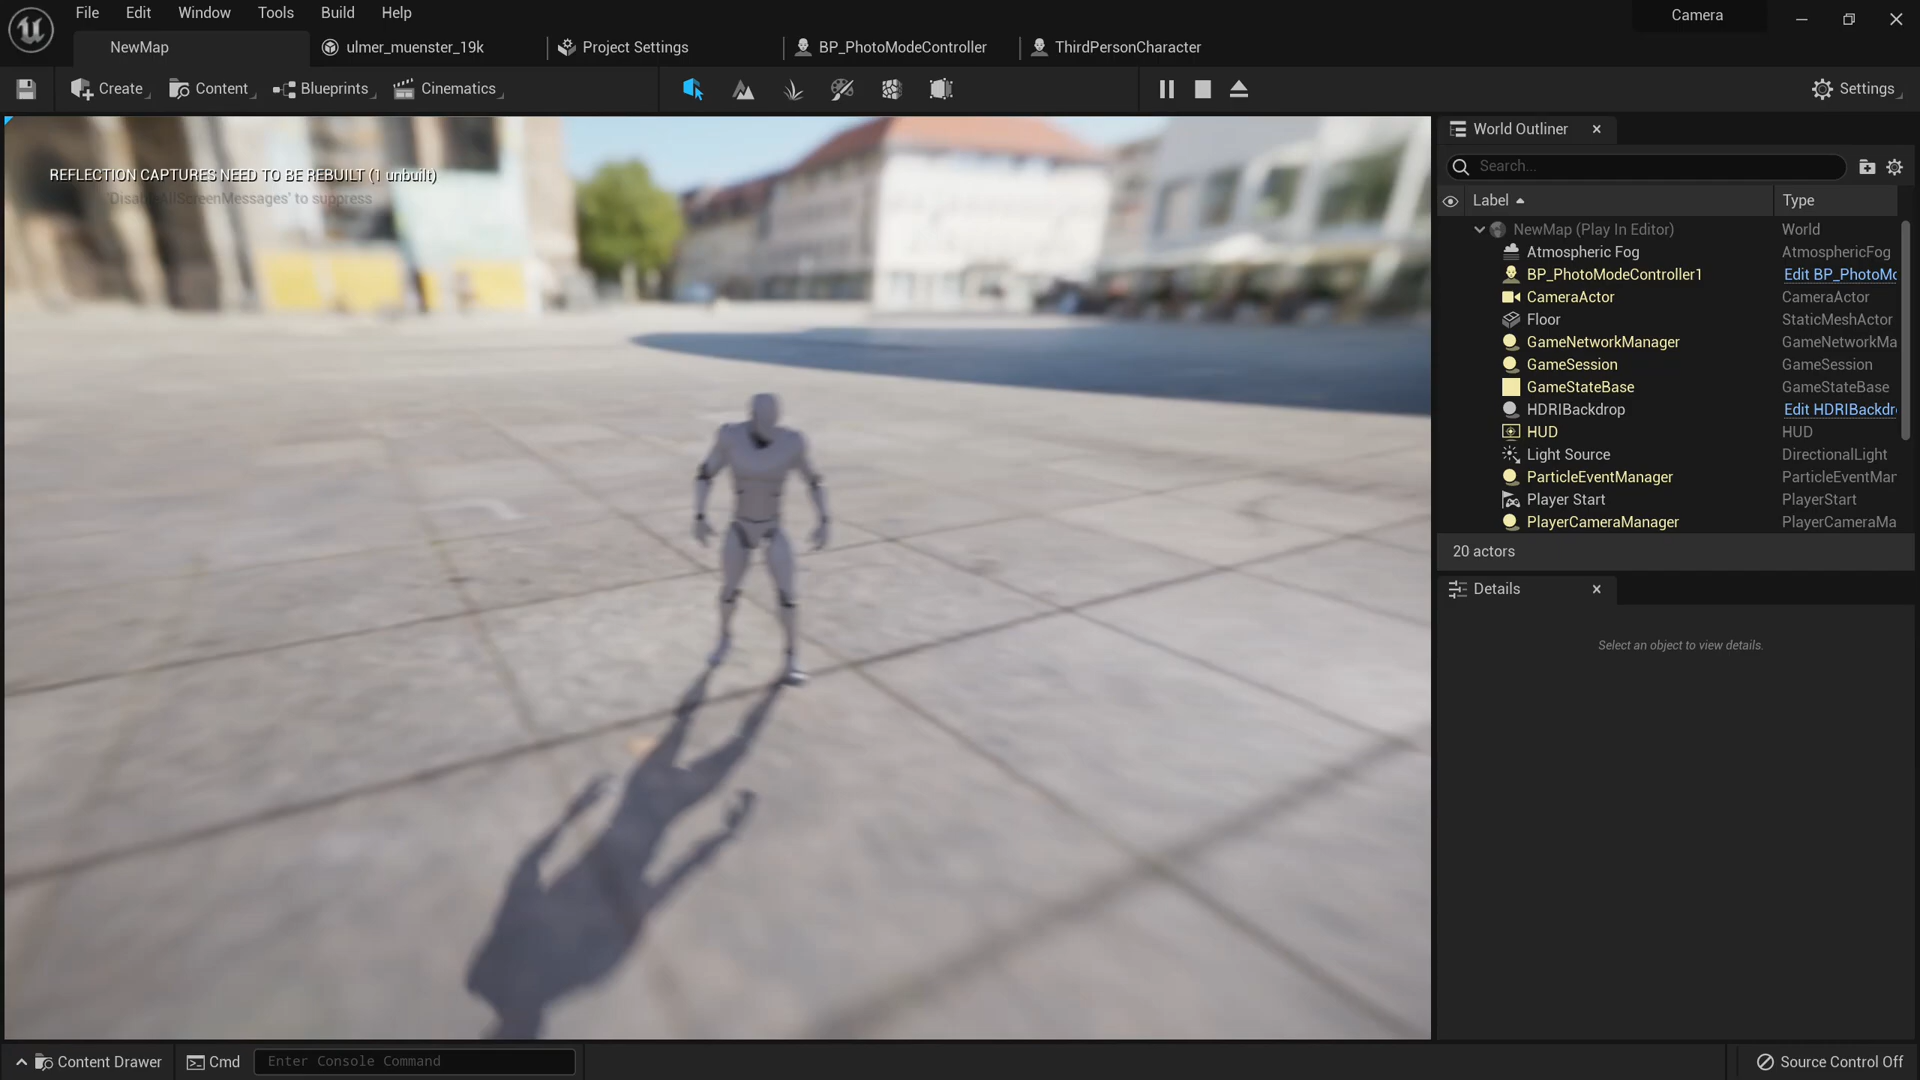 File Edit Window Tools Build Help
Camera
NewMap
ulmer_muenster_19k
Project Settings
BP_PhotoModeController
ThirdPersonCharacter
Create
Content
Blueprints
Cinematics
Settings
REFLECTION CAPTURES NEED TO BE REBUILT (1 unbuilt)
'DisableAllScreenMessages' to suppress
World Outliner
Search...
Label Type
NewMap (Play In Editor) World
Atmospheric Fog AtmosphericFog
BP_PhotoModeController1 Edit BP_PhotoMo
CameraActor CameraActor
Floor StaticMeshActor
GameNetworkManager GameNetworkMa
GameSession GameSession
GameStateBase GameStateBase
HDRIBackdrop Edit HDRIBackdr
HUD HUD
Light Source DirectionalLight
ParticleEventManager ParticleEventMar
Player Start PlayerStart
PlayerCameraManager PlayerCameraMa
20 actors
Details
Select an object to view details.
Content Drawer
Cmd
Enter Console Command
Source Control Off